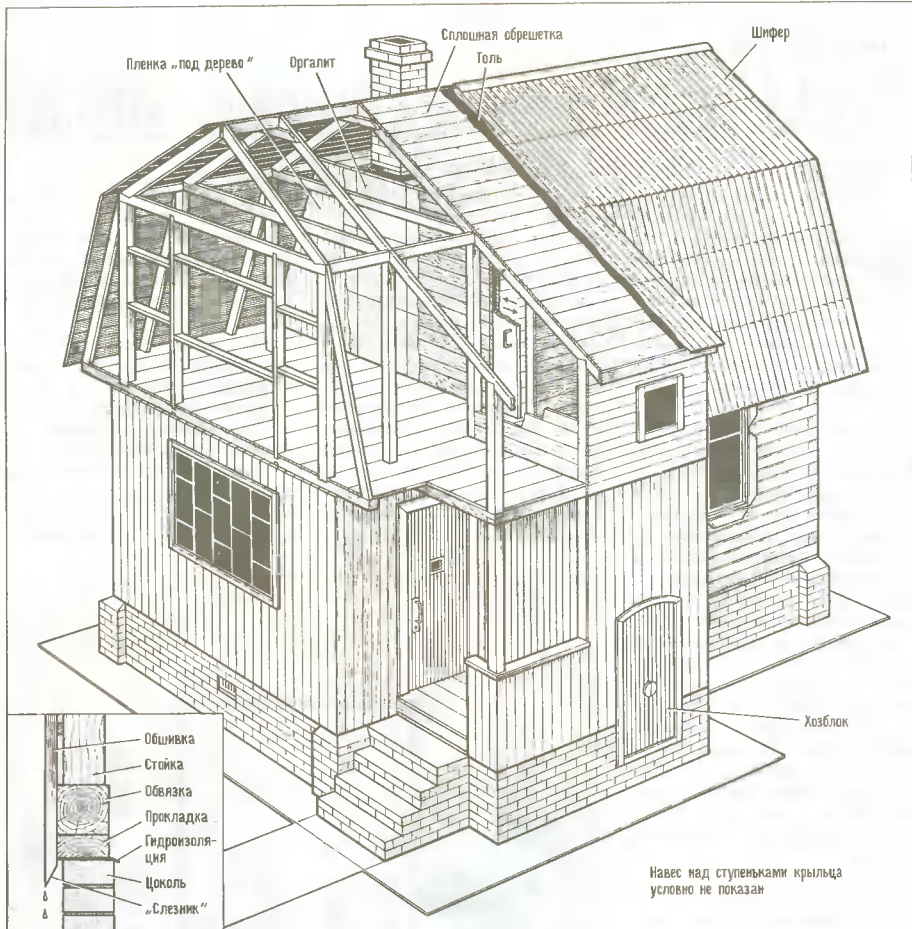 Сплошная обрешетка
Шифер
Пленка „под дерево"
Оргалит
Толь
Хозблок
Обшивка
Стойка
Обвязка
Прокладка
Гидроизоля-
ция
Цоколь
„Слезник"
Навес над ступеньками крыльца
условно не показан